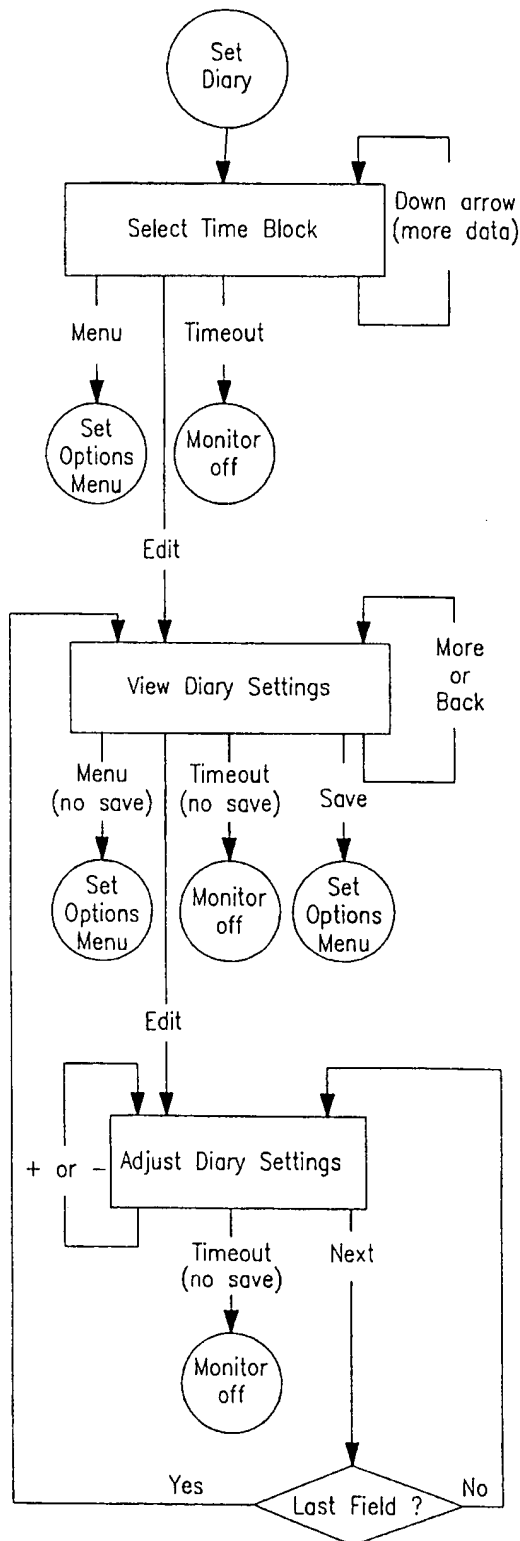 Set
Diary
Select Time Block
Down arrow
(more data)
Menu
Timeout
Set
Options
Menu
Monitor
off
Edit
View Diary Settings
More
or
Back
Menu
(no save)
Timeout
(no save)
Save
Set
Options
Menu
Monitor
off
Set
Options
Menu
Edit
+ or -
Adjust Diary Settings
Timeout
(no save)
Next
Monitor
off
Yes
Last Field ?
No